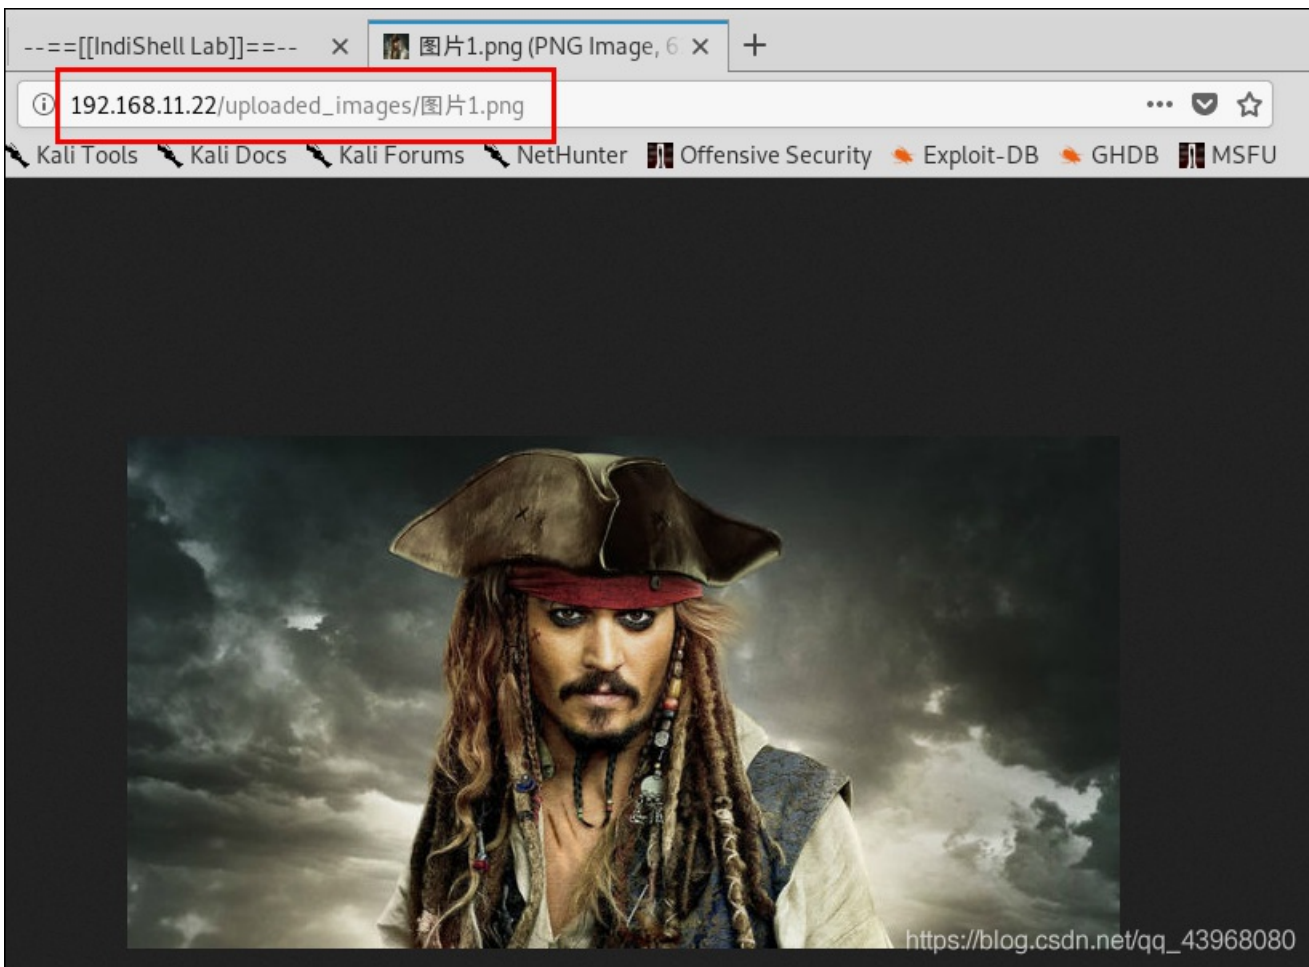 --==[[IndiShell Lab]]==-- 图片1.png (PNG Image, 6
192.168.11.22/uploaded_images/图片1.png
Kali Tools Kali Docs Kali Forums NetHunter Offensive Security Exploit-DB GHDB MSFU
https://blog.csdn.net/qq_43968080